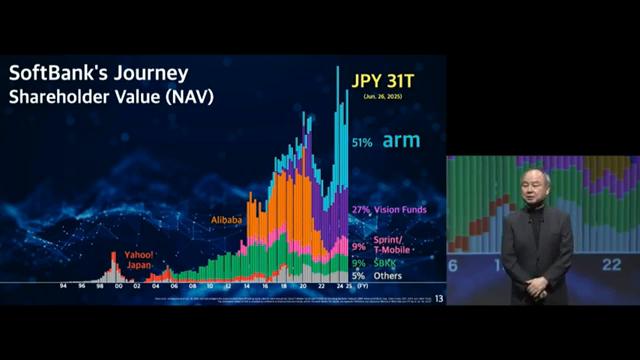 SoftBank's Journey
Shareholder Value (NAV)
JPY 31T
(Jun. 26, 2025)
51% arm
Alibaba
27% Vision Funds
Yahoo!
Japan
9% Sprint/
T-Mobile
9% SBKK
5% Others
94 96 98 00 02 04 06 08 10 12 14 16 18 20 22 24 25 (FY)
13
6
18
22